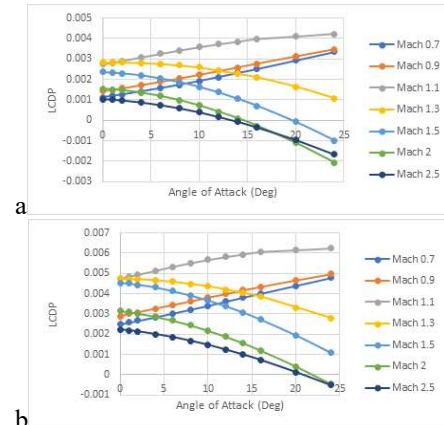 0.005
0.004
0.003
0.002
0.001
0
-0.001
-0.002
-0.003
LCDP
0 5 10 15 20 25
Angle of Attack (Deg)
Mach 0.7
Mach 0.9
Mach 1.1
Mach 1.3
Mach 1.5
Mach 2
Mach 2.5
a
0.007
0.006
0.005
0.004
0.003
0.002
0.001
0
-0.001
LCDP
0 5 10 15 20 25
Angle of Attack (Deg)
Mach 0.7
Mach 0.9
Mach 1.1
Mach 1.3
Mach 1.5
Mach 2
Mach 2.5
b